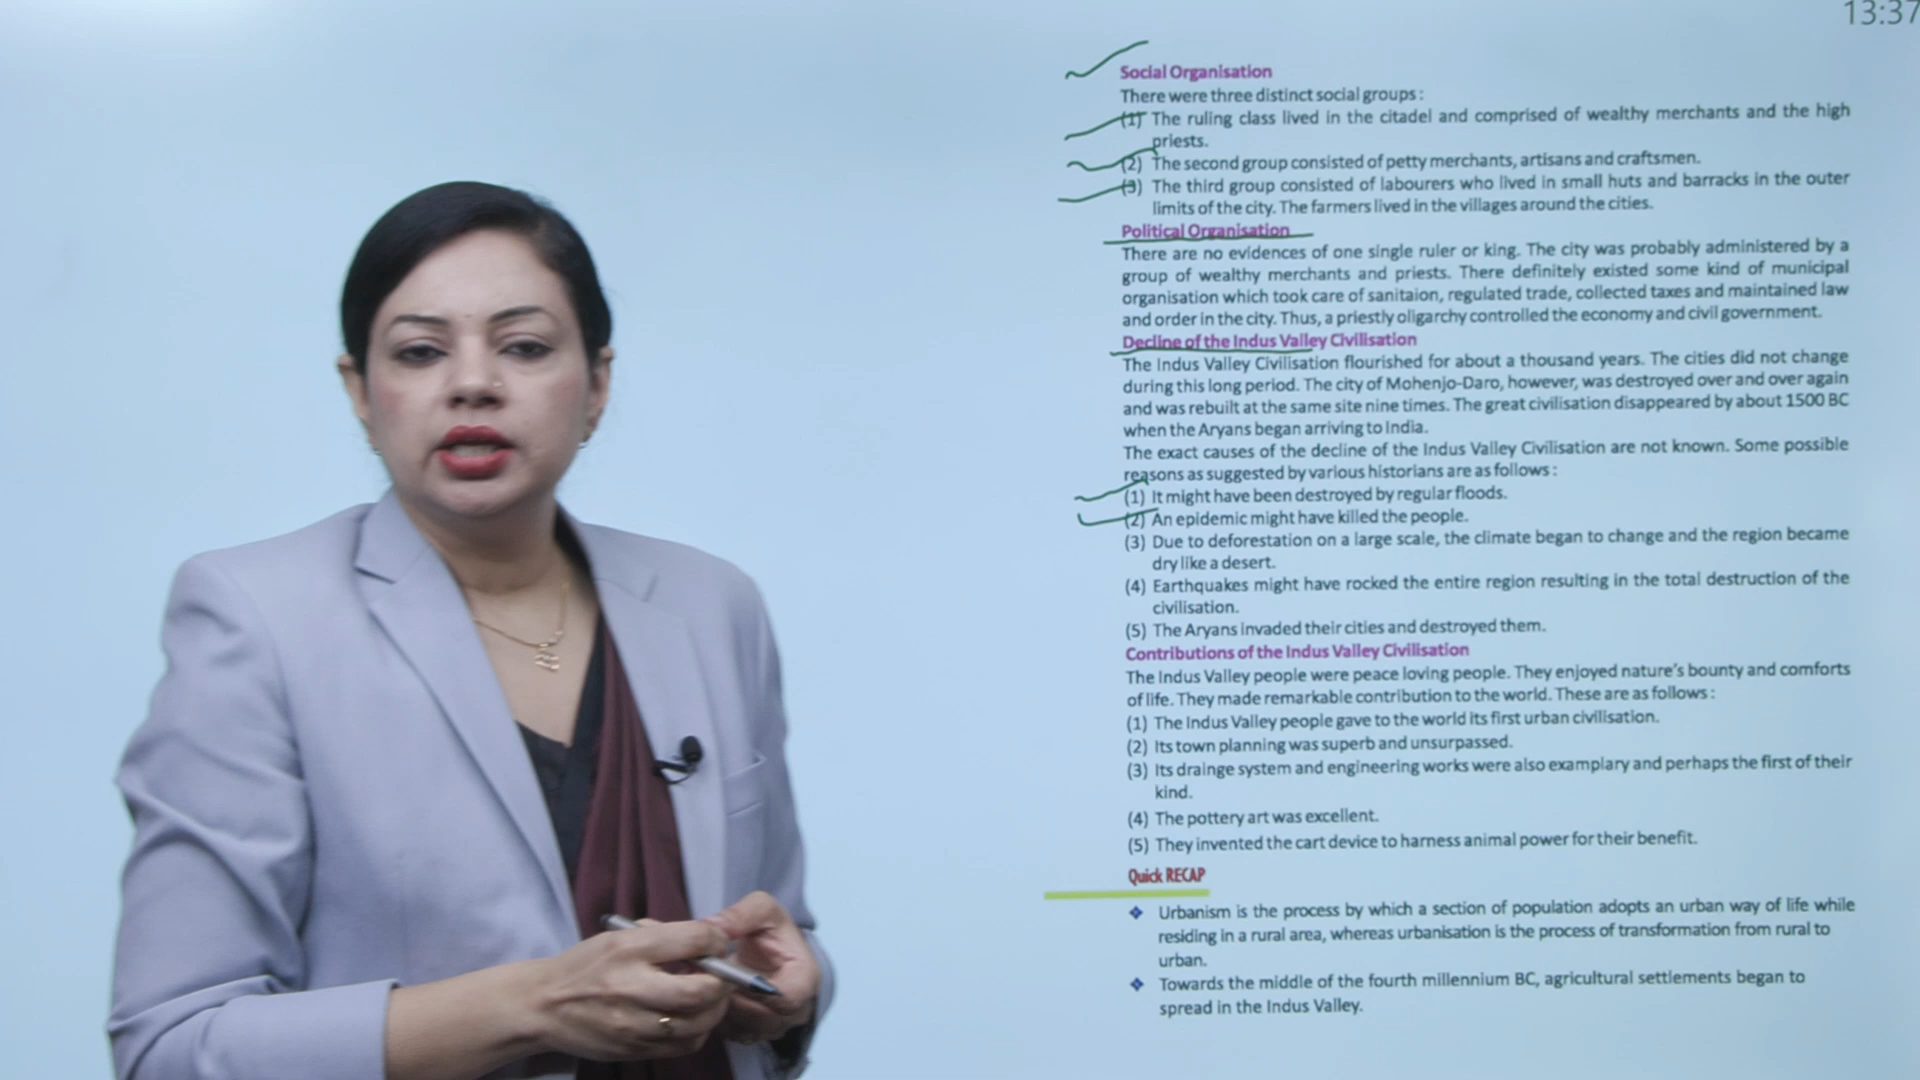 13:37
Social Organisation
There were three distinct social groups :
(1) The ruling class lived in the citadel and comprised of wealthy merchants and the high
priests.
(2) The second group consisted of petty merchants, artisans and craftsmen.
(3) The third group consisted of labourers who lived in small huts and barracks in the outer
limits of the city. The farmers lived in the villages around the cities.
Political Organisation
There are no evidences of one single ruler or king. The city was probably administered by a
group of wealthy merchants and priests. There definitely existed some kind of municipal
organisation which took care of sanitaion, regulated trade, collected taxes and maintained law
and order in the city. Thus, a priestly oligarchy controlled the economy and civil government.
Decline of the Indus Valley Civilisation
The Indus Valley Civilisation flourished for about a thousand years. The cities did not change
during this long period. The city of Mohenjo-Daro, however, was destroyed over and over again
and was rebuilt at the same site nine times. The great civilisation disappeared by about 1500 BC
when the Aryans began arriving to India.
The exact causes of the decline of the Indus Valley Civilisation are not known. Some possible
reasons as suggested by various historians are as follows :
(1) It might have been destroyed by regular floods.
(2) An epidemic might have killed the people.
(3) Due to deforestation on a large scale, the climate began to change and the region became
dry like a desert.
(4) Earthquakes might have rocked the entire region resulting in the total destruction of the
civilisation.
(5) The Aryans invaded their cities and destroyed them.
Contributions of the Indus Valley Civilisation
The Indus Valley people were peace loving people. They enjoyed nature's bounty and comforts
of life. They made remarkable contribution to the world. These are as follows :
(1) The Indus Valley people gave to the world its first urban civilisation.
(2) Its town planning was superb and unsurpassed.
(3) Its drainge system and engineering works were also examplary and perhaps the first of their
kind.
(4) The pottery art was excellent.
(5) They invented the cart device to harness animal power for their benefit.
Quick RECAP
❖ Urbanism is the process by which a section of population adopts an urban way of life while
residing in a rural area, whereas urbanisation is the process of transformation from rural to
urban.
❖ Towards the middle of the fourth millennium BC, agricultural settlements began to
spread in the Indus Valley.